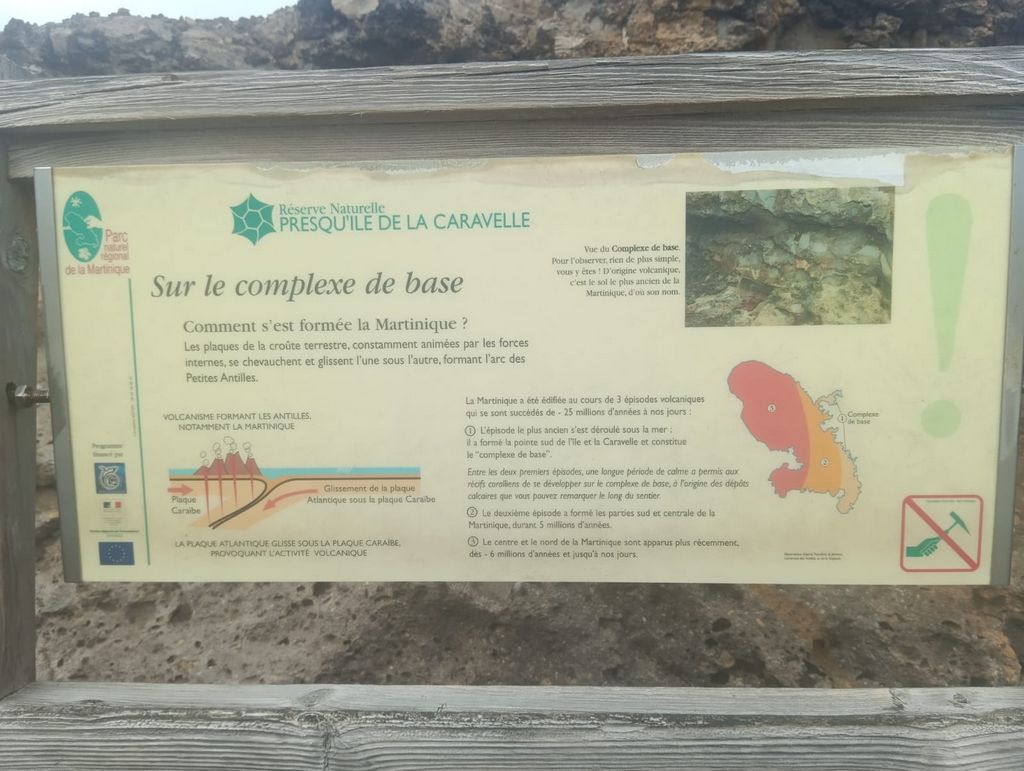 Parc
naturel
régional
de la Martinique
Réserve Naturelle
PRESQU'ILE DE LA CARAVELLE
Sur le complexe de base
Comment s'est formée la Martinique ?
Les plaques de la croûte terrestre, constamment animées par les forces
internes, se chevauchent et glissent l'une sous l'autre, formant l'arc des
Petites Antilles.
VOLCANISME FORMANT LES ANTILLES,
NOTAMMENT LA MARTINIQUE
Plaque
Caraïbe
Glissement de la plaque
Atlantique sous la plaque Caraïbe
LA PLAQUE ATLANTIQUE GLISSE SOUS LA PLAQUE CARAIBE,
PROVOQUANT L'ACTIVITÉ VOLCANIQUE
Programme
financé par
Vue du Complexe de base.
Pour l'observer, rien de plus simple,
vous y êtes ! D'origine volcanique,
c'est le sol le plus ancien de la
Martinique, d'où son nom.
La Martinique a été édifiée au cours de 3 épisodes volcaniques
qui se sont succédés de - 25 millions d'années à nos jours :
1 L'épisode le plus ancien s'est déroulé sous la mer ;
il a formé la pointe sud de l'île et la Caravelle et constitue
le "complexe de base".
Entre les deux premiers épisodes, une longue période de calme a permis aux
récifs coralliens de se développer sur le complexe de base, à l'origine des dépôts
calcaires que vous pouvez remarquer le long du sentier.
2 Le deuxième épisode a formé les parties sud et centrale de la
Martinique, durant 5 millions d'années.
3 Le centre et le nord de la Martinique sont apparus plus récemment,
dès - 6 millions d'années et jusqu'à nos jours.
3
2
1
Complexe
de base
!